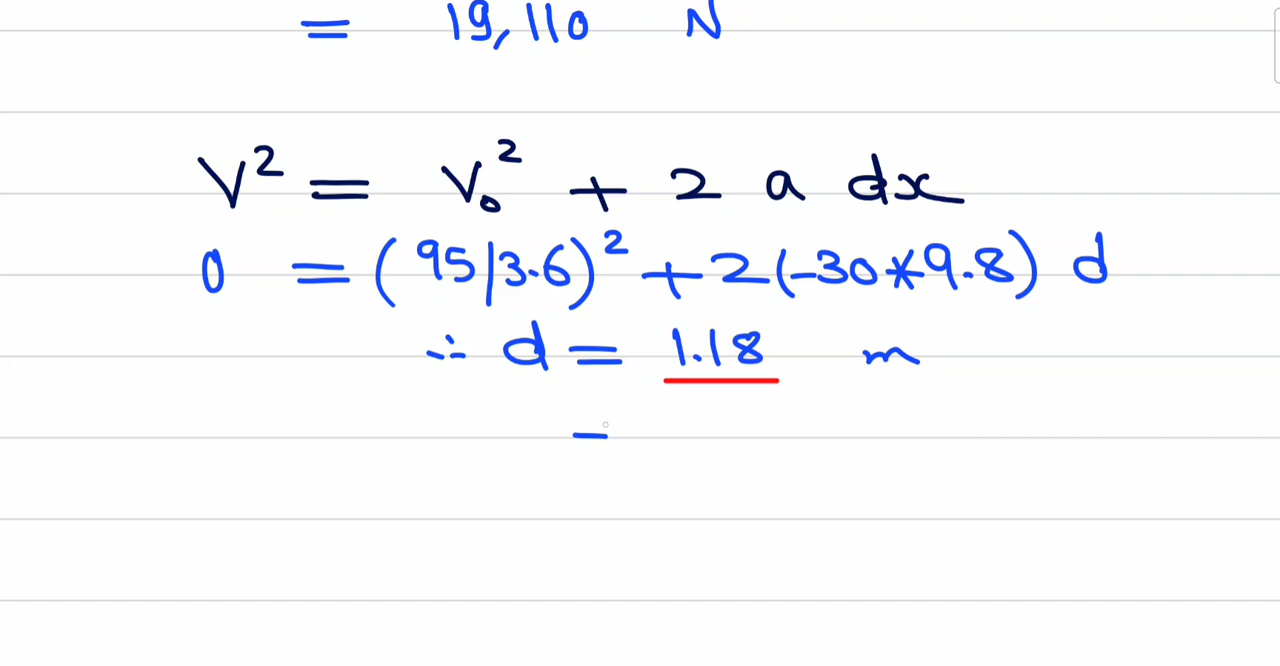 = 19,110 N
V² = V₀² + 2 a dx
0 = (95/3.6)² + 2(-30*9.8) d
∴ d = 1.18 m
=